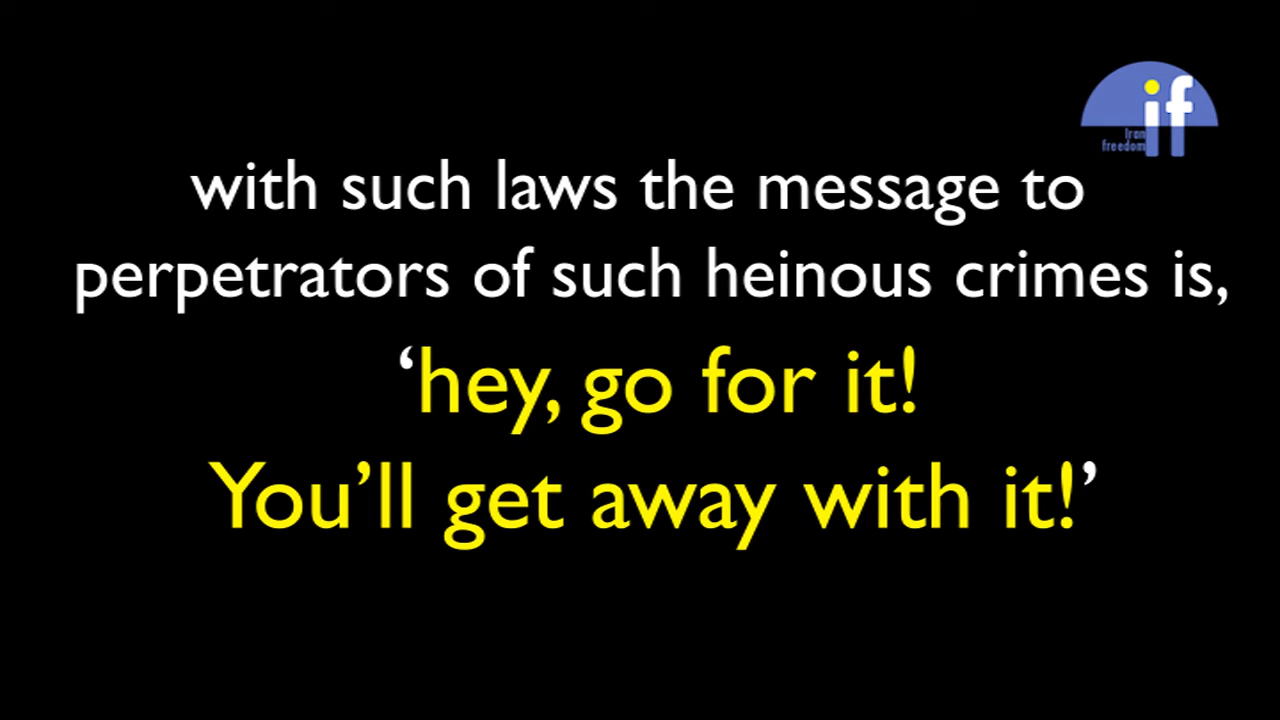 if
Iran
freedom
with such laws the message to
perpetrators of such heinous crimes is,
‘hey, go for it!
You’ll get away with it!’